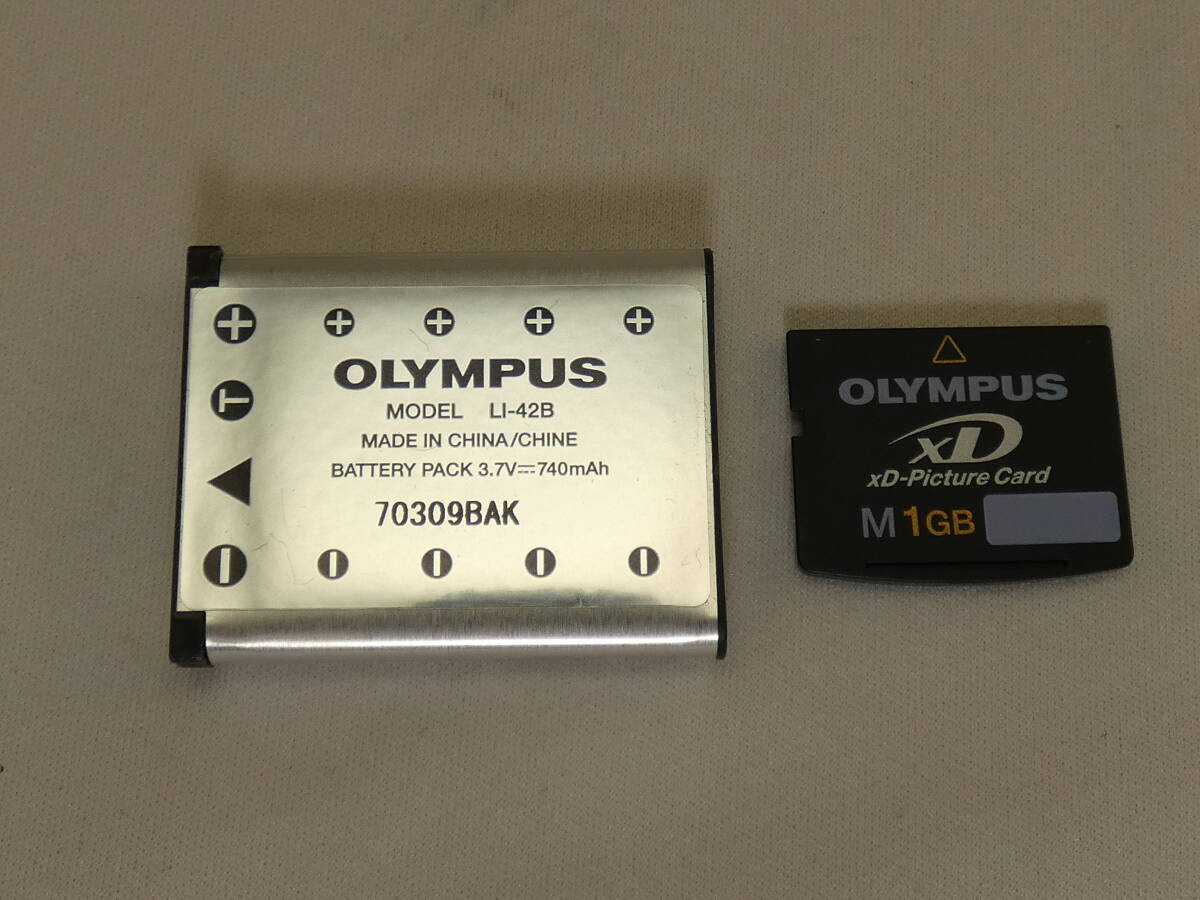 OLYMPUS
MODEL LI-42B
MADE IN CHINA/CHINE
BATTERY PACK 3.7V⎓740mAh
70309BAK
T
OLYMPUS
xD
xD-Picture Card
M 1GB